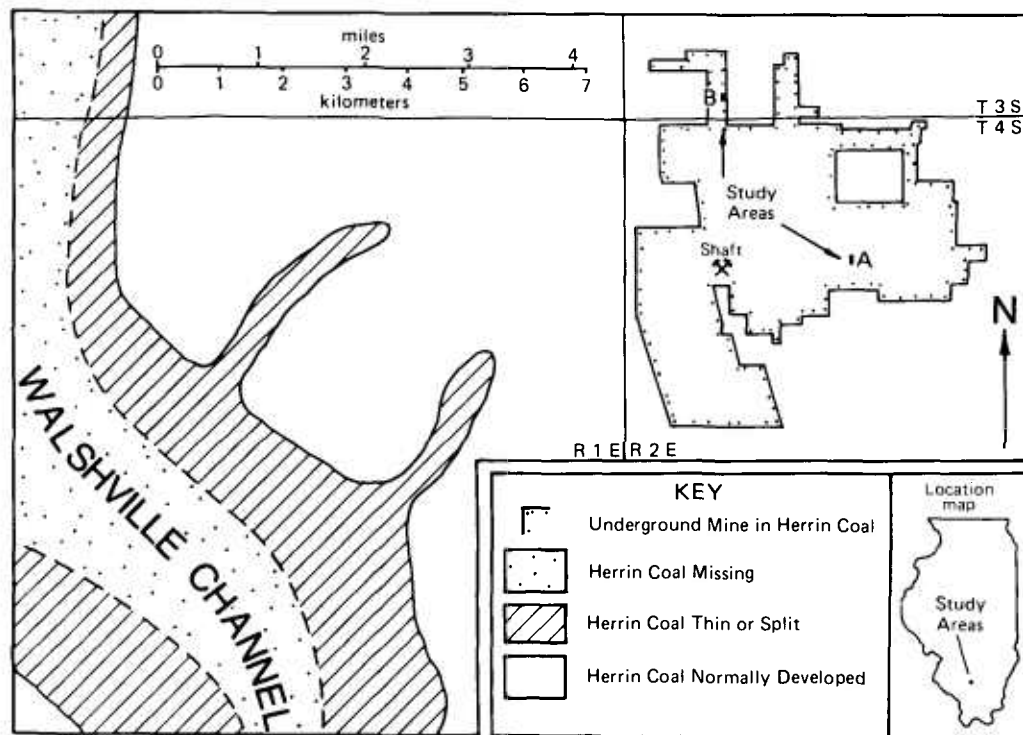 miles
0 1 2 3 4
0 1 2 3 4 5 6 7
kilometers
B
T 3 S
T 4 S
Study
Areas
Shaft
A
N
WALSHVILLE CHANNEL
R 1 E R 2 E
KEY
Underground Mine in Herrin Coal
Herrin Coal Missing
Herrin Coal Thin or Split
Herrin Coal Normally Developed
Location
map
Study
Areas